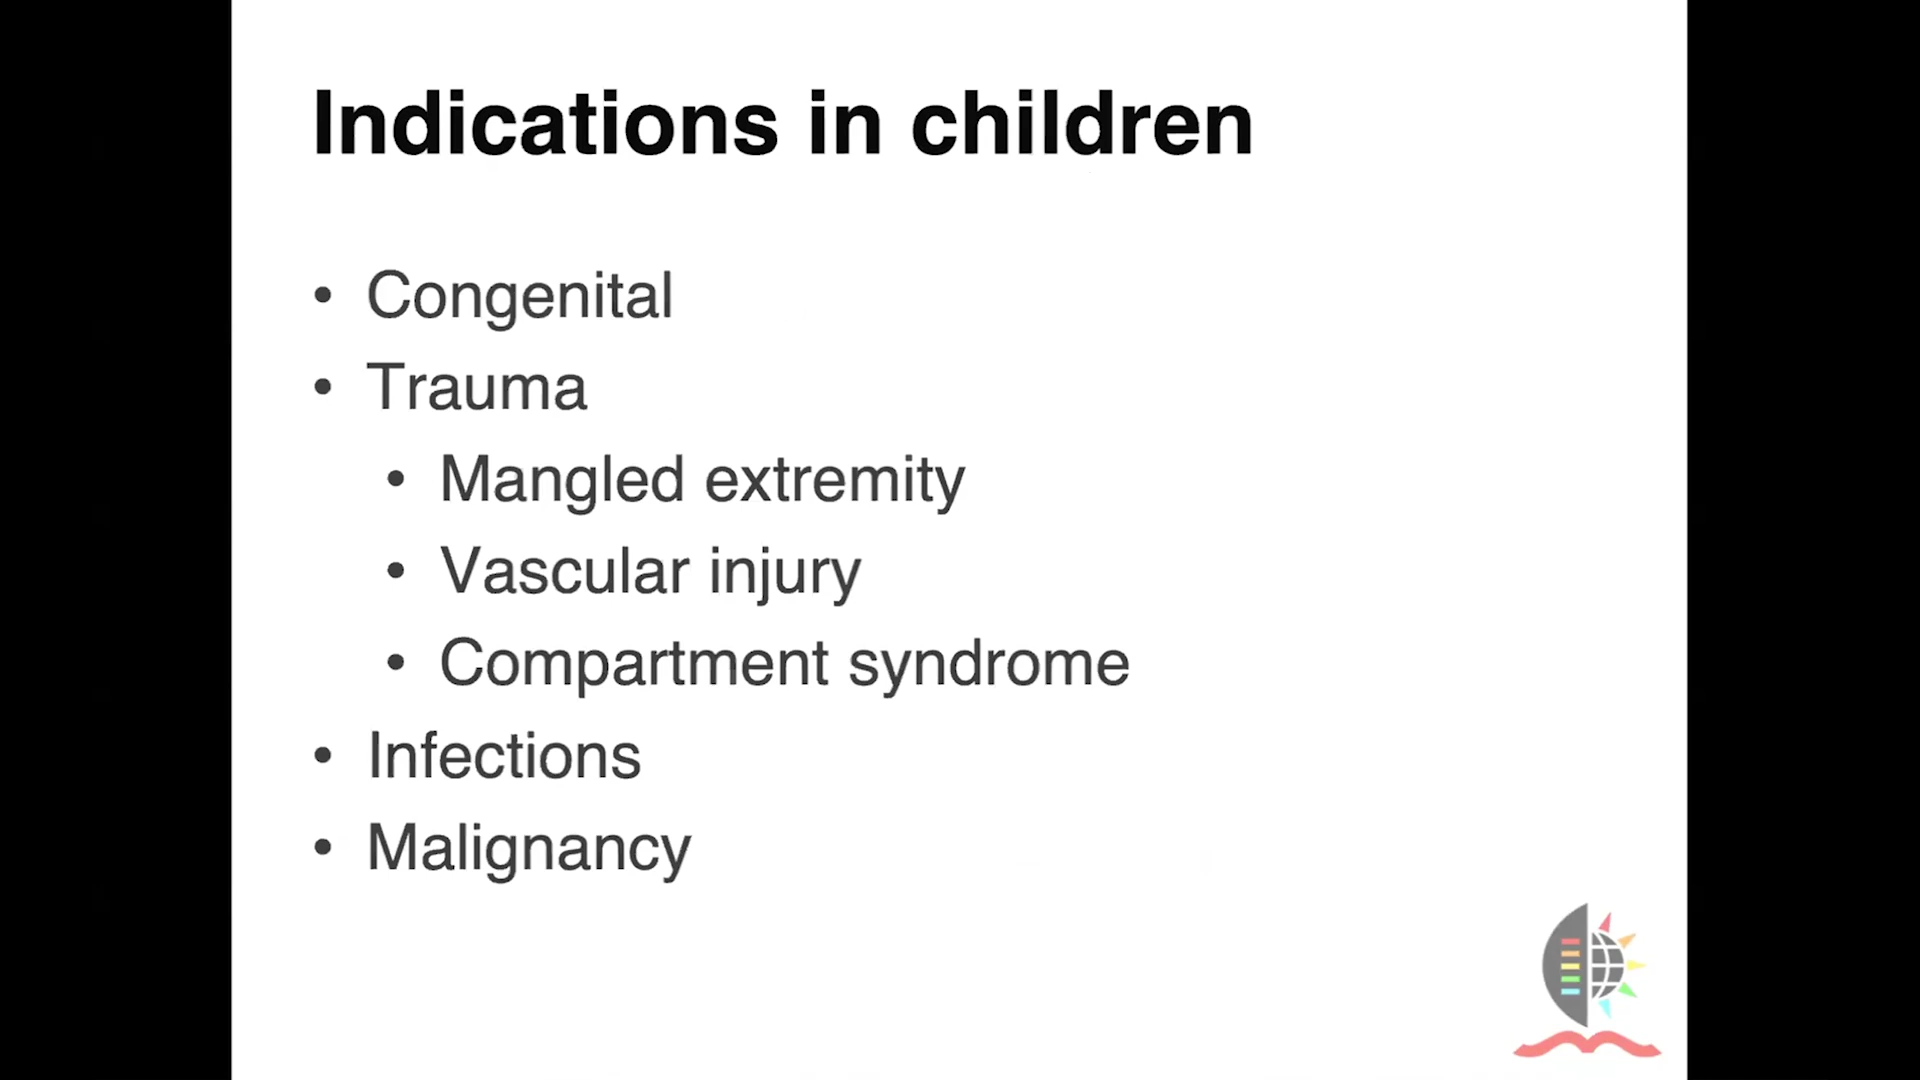 Indications in children
• Congenital
• Trauma
• Mangled extremity
• Vascular injury
• Compartment syndrome
• Infections
• Malignancy